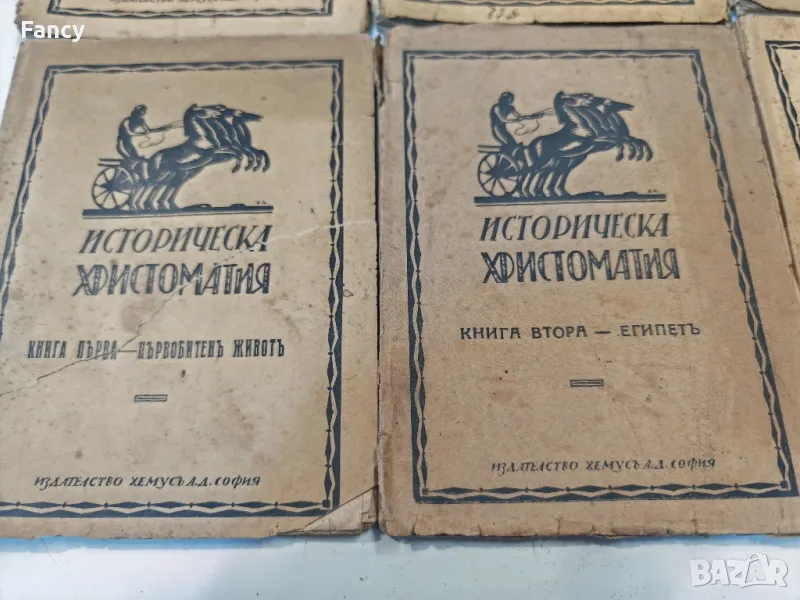 Fancy
ИСТОРИЧЕСКА
ХРИСТОМАТИЯ
КНИГА ПЪРВА — ПЪРВОБИТЕНЪ ЖИВОТЪ
ИЗДАТЕЛСТВО ХЕМУСЪ А.Д. СОФИЯ
ИСТОРИЧЕСКА
ХРИСТОМАТИЯ
КНИГА ВТОРА — ЕГИПЕТЪ
ИЗДАТЕЛСТВО ХЕМУСЪ А.Д. СОФИЯ
BAZAR